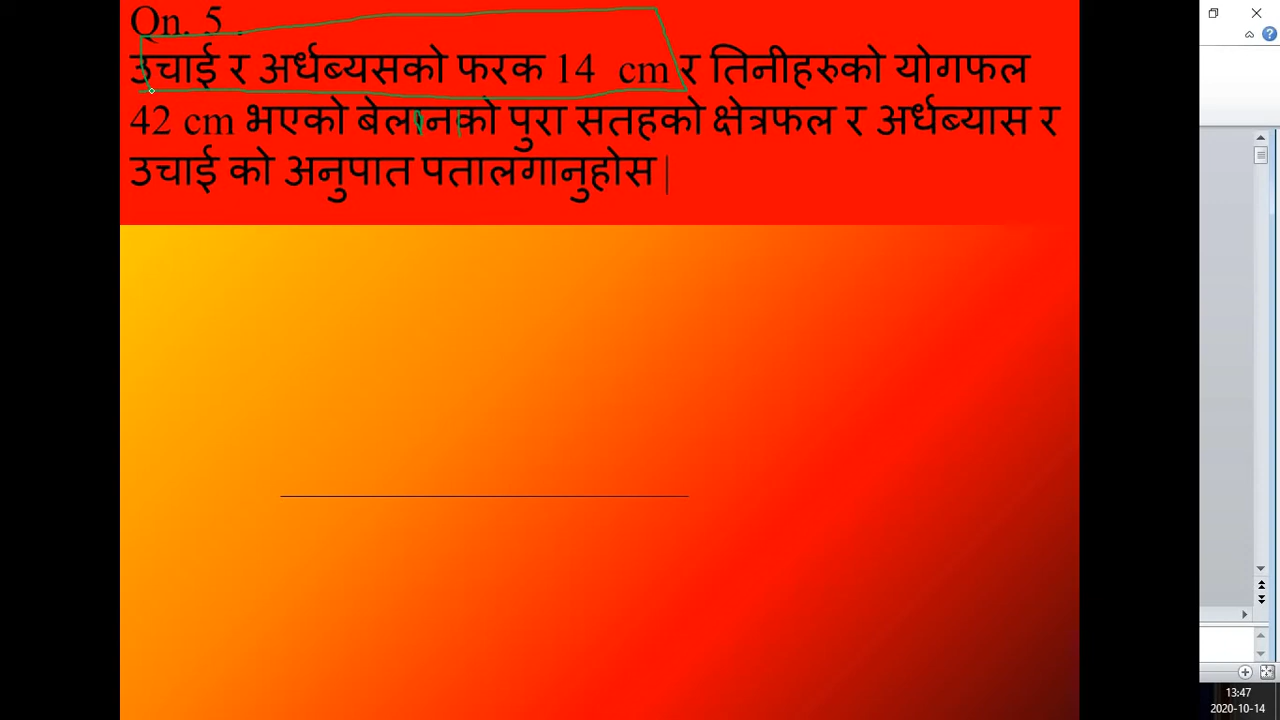 Qn. 5 .
उचाई र अर्धब्यसको फरक 14 cm र तिनीहरुको योगफल
42 cm भएको बेलानको पुरा सतहको क्षेत्रफल र अर्धब्यास र
उचाई को अनुपात पतालगानुहोस |
13:47
2020-10-14